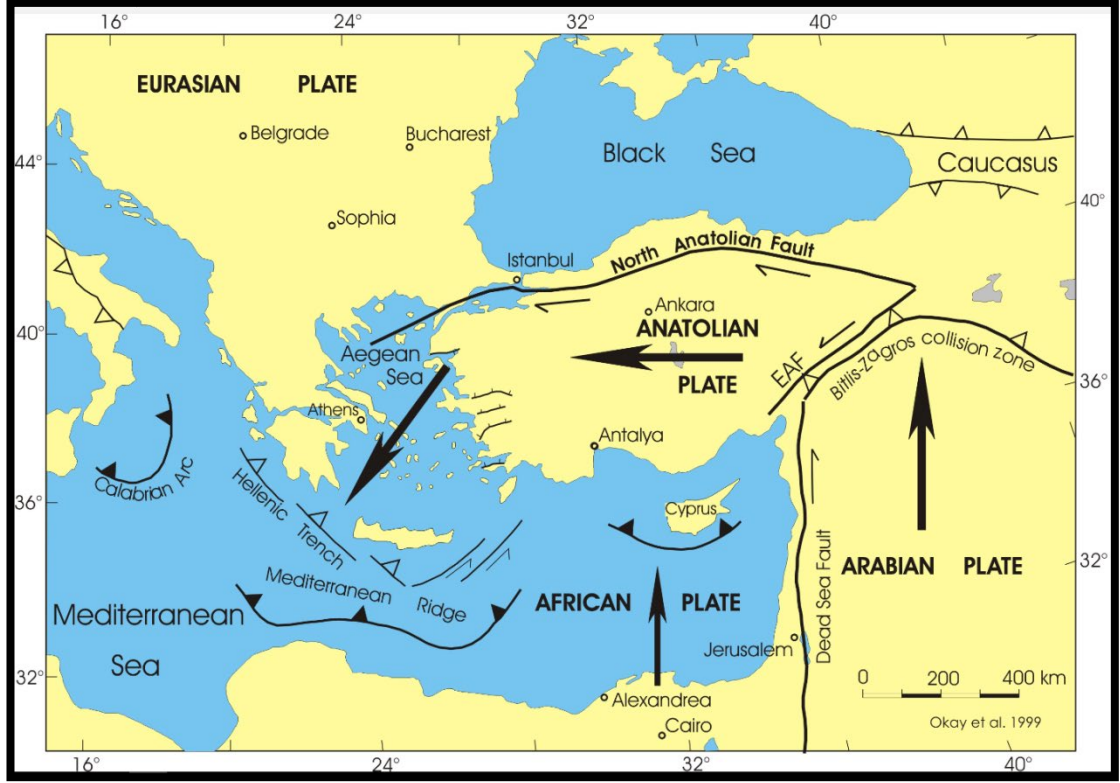 16°
24°
32°
40°
EURASIAN PLATE
Belgrade
Bucharest
Black Sea
Caucasus
44°
40°
Sophia
Istanbul
North Anatolian Fault
Ankara
ANATOLIAN
PLATE
40°
Aegean
Sea
EAF
Bitlis-Zagros collision zone
36°
Athens
Antalya
Calabrian Arc
Hellenic
Trench
Cyprus
36°
Mediterranean
Ridge
AFRICAN PLATE
Dead Sea Fault
ARABIAN PLATE
32°
Mediterranean
Sea
Jerusalem
32°
0 200 400 km
Alexandrea
Cairo
Okay et al. 1999
16°
24°
32°
40°